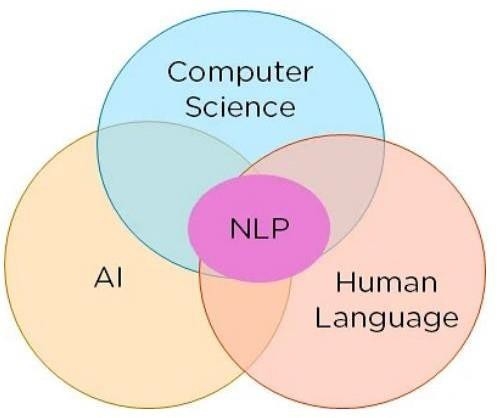 Computer
Science
NLP
AI
Human
Language